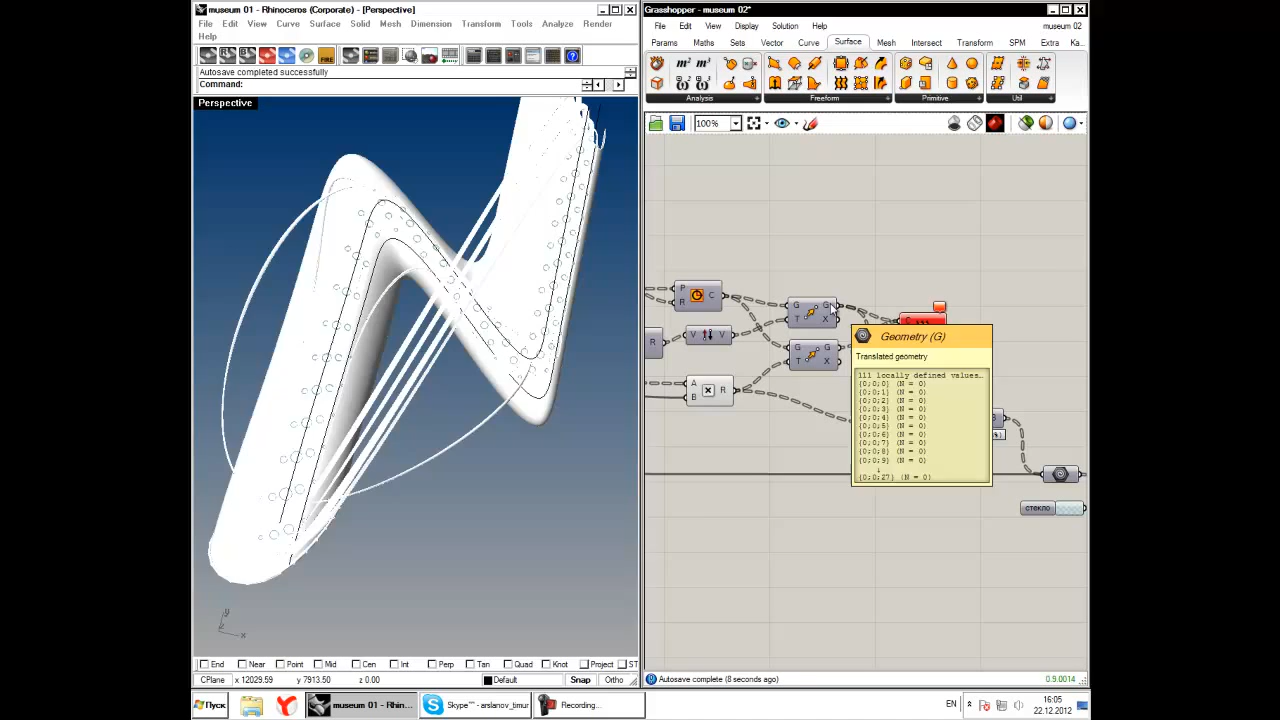 museum 01 - Rhinoceros (Corporate) - [Perspective]
File Edit View Curve Surface Solid Mesh Dimension Transform Tools Analyze Render
Help
FIRE
Autosave completed successfully
Command:
Perspective
End Near Point Mid Cen Int Perp Tan Quad Knot Project ST
CPlane x 12029.59 y 7913.50 z 0.00 Default Snap Ortho
Grasshopper - museum 02*
File Edit View Display Solution Help museum 02
Params Maths Sets Vector Curve Surface Mesh Intersect Transform SPM Extra Ka...
Analysis Freeform Primitive Util
100%
P
R
C
G
T
G
X
R
V V
G
T
X
A
B
R
C
Geometry (G)
Translated geometry
111 locally defined values…
{0;0;0} (N = 0)
{0;0;1} (N = 0)
{0;0;2} (N = 0)
{0;0;3} (N = 0)
{0;0;4} (N = 0)
{0;0;5} (N = 0)
{0;0;6} (N = 0)
{0;0;7} (N = 0)
{0;0;8} (N = 0)
{0;0;9} (N = 0)
↓
{0;0;27} (N = 0)
стекло
Autosave complete (8 seconds ago) 0.9.0014
Пуск museum 01 - Rhin... Skype™ - arslanov_timur Recording... EN 16:05
22.12.2012